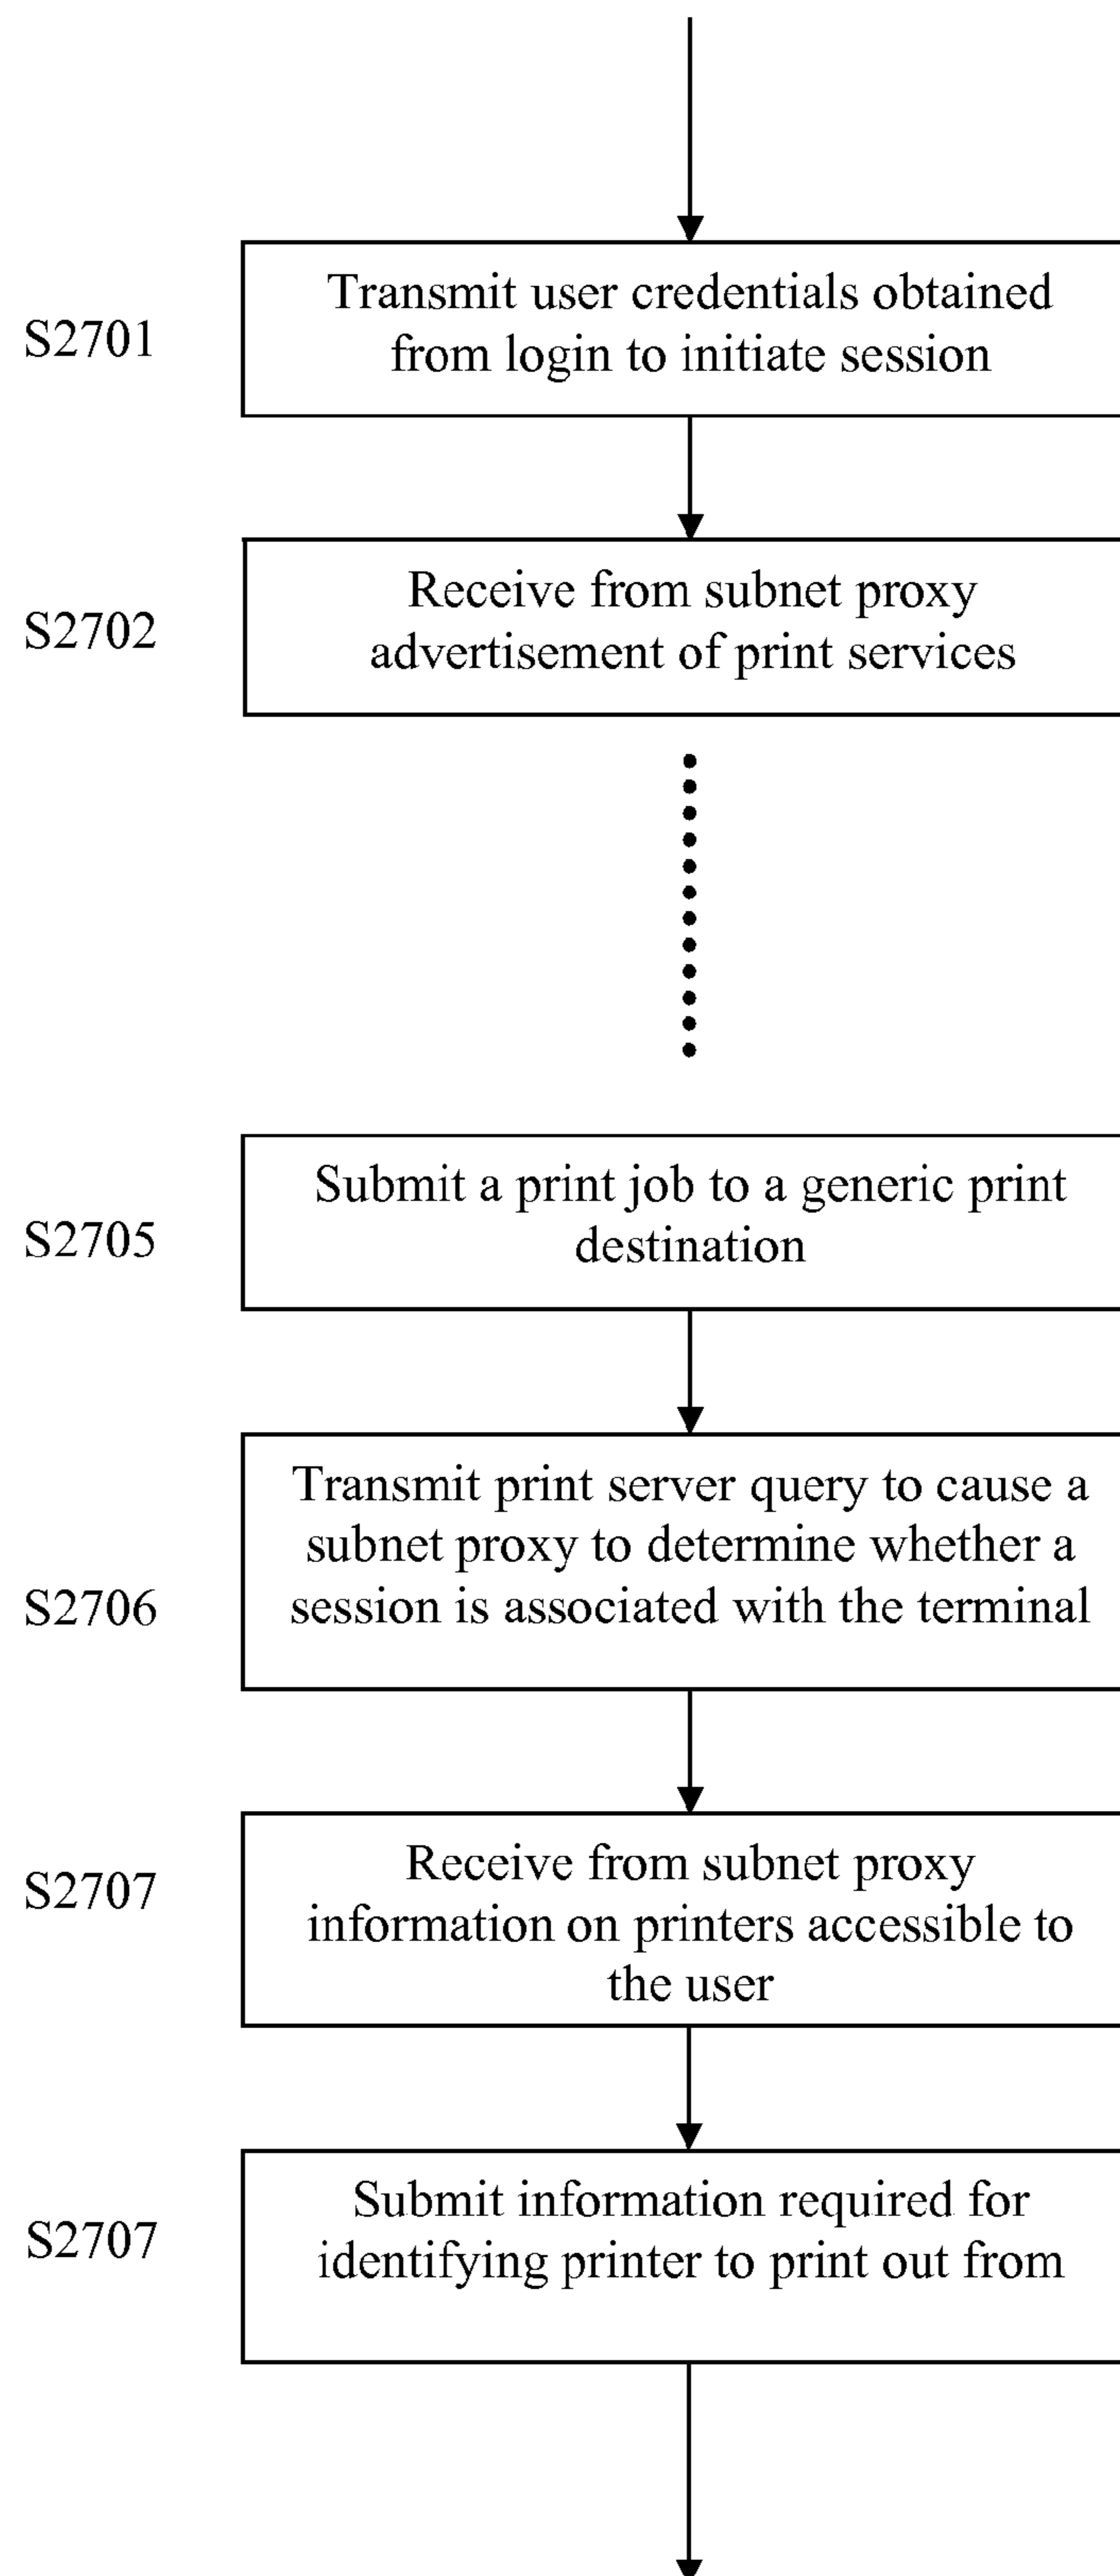 S2701
Transmit user credentials obtained
from login to initiate session
S2702
Receive from subnet proxy
advertisement of print services
S2705
Submit a print job to a generic print
destination
S2706
Transmit print server query to cause a
subnet proxy to determine whether a
session is associated with the terminal
S2707
Receive from subnet proxy
information on printers accessible to
the user
S2707
Submit information required for
identifying printer to print out from